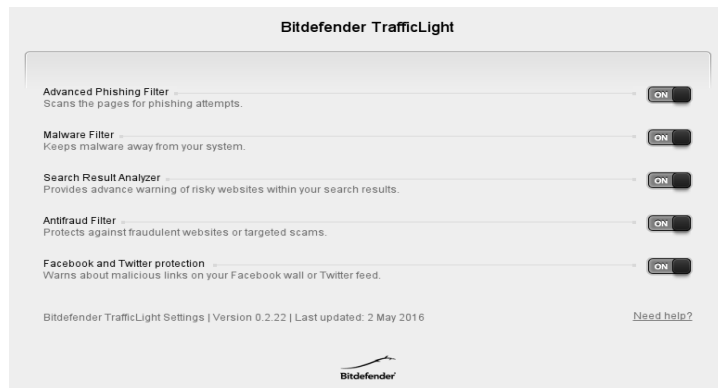 Bitdefender TrafficLight
Advanced Phishing Filter
ON
Scans the pages for phishing attempts.
Malware Filter
ON
Keeps malware away from your system.
Search Result Analyzer
ON
Provides advance warning of risky websites within your search results.
Antifraud Filter
ON
Protects against fraudulent websites or targeted scams.
Facebook and Twitter protection
ON
Warns about malicious links on your Facebook wall or Twitter feed.
Bitdefender TrafficLight Settings | Version 0.2.22 | Last updated: 2 May 2016
Need help?
Bitdefender